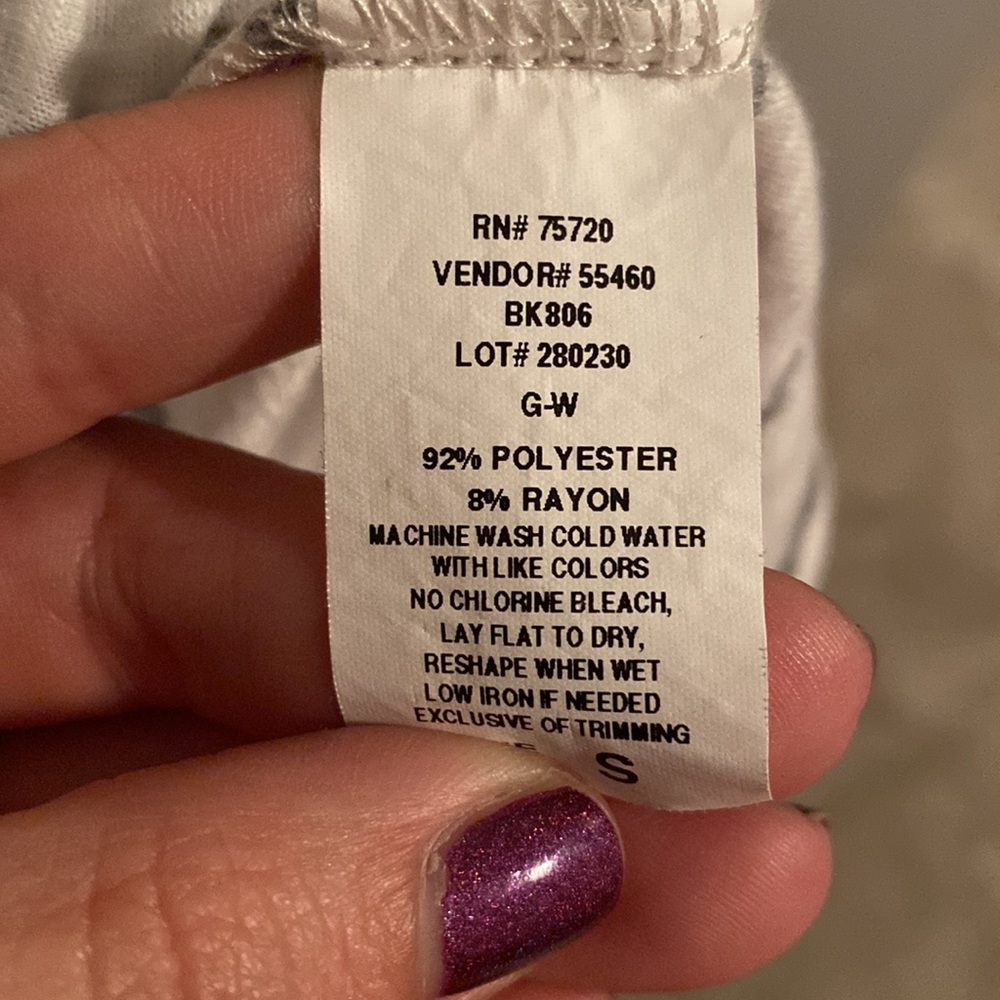 RN# 75720
VENDOR# 55460
BK806
LOT# 280230
G-W
92% POLYESTER
8% RAYON
MACHINE WASH COLD WATER
WITH LIKE COLORS
NO CHLORINE BLEACH,
LAY FLAT TO DRY,
RESHAPE WHEN WET
LOW IRON IF NEEDED
EXCLUSIVE OF TRIMMING
S